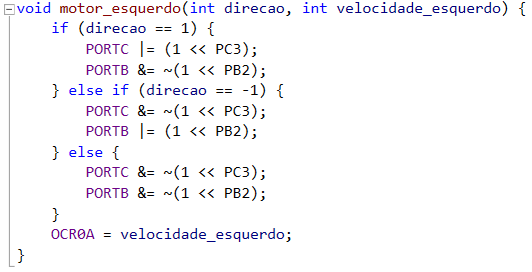 void motor_esquerdo(int direcao, int velocidade_esquerdo) {
    if (direcao == 1) {
        PORTC |= (1 << PC3);
        PORTB &= ~(1 << PB2);
    } else if (direcao == -1) {
        PORTC &= ~(1 << PC3);
        PORTB |= (1 << PB2);
    } else {
        PORTC &= ~(1 << PC3);
        PORTB &= ~(1 << PB2);
    }
    OCR0A = velocidade_esquerdo;
}